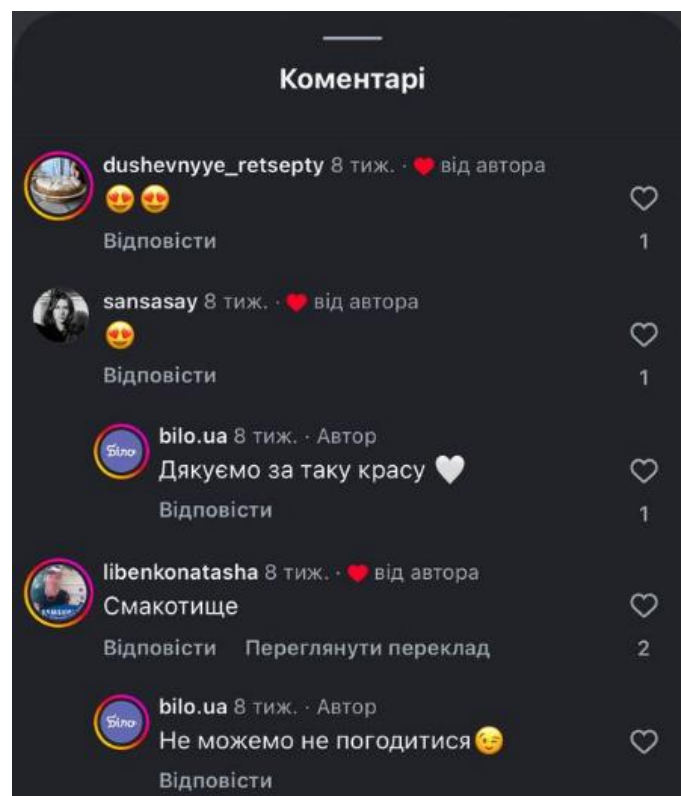 Коментарі
dushevnyye_retsepty 8 тиж. · ❤️ від автора
😍😍
Відповісти
1
sansasay 8 тиж. · ❤️ від автора
😍
Відповісти
1
Біло
bilo.ua 8 тиж. · Автор
Дякуємо за таку красу 🤍
Відповісти
1
libenkonatasha 8 тиж. · ❤️ від автора
Смакотище
Відповісти Переглянути переклад
2
Біло
bilo.ua 8 тиж. · Автор
Не можемо не погодитися😉
Відповісти